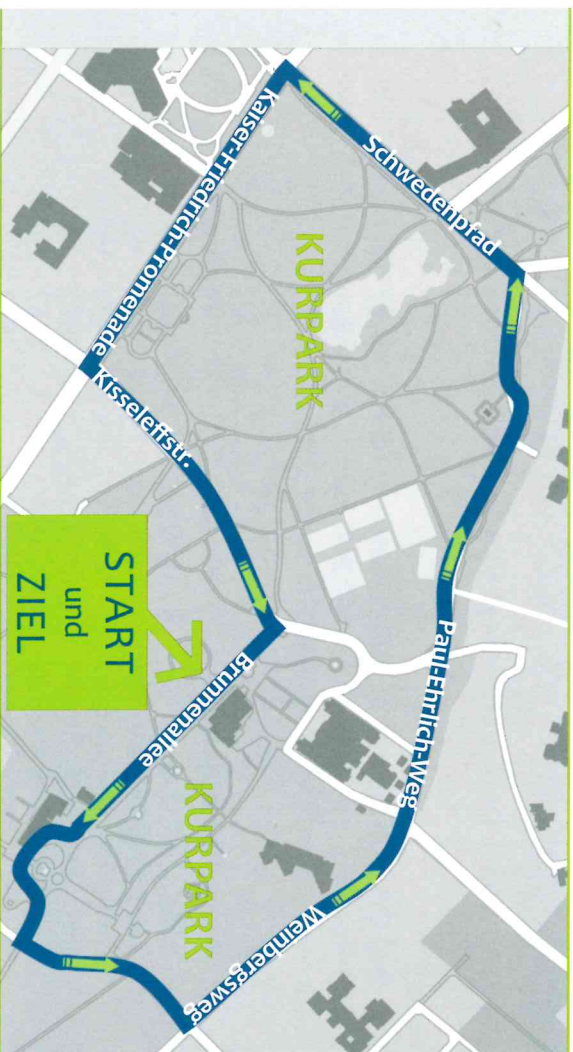 Schwedenpfad
Kaiser-Friedrich-Promenade
KURPARK
Kisseleffstr.
Paul-Ehrlich-Weg
START
und
ZIEL
Brunnenallee
KURPARK
Weinbergsweg